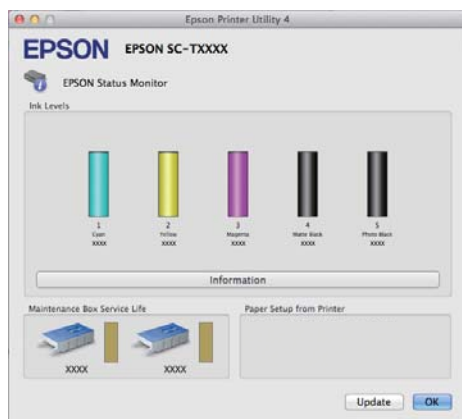 Epson Printer Utility 4
EPSON EPSON SC-TXXXX
EPSON Status Monitor
Ink Levels
1 2 3 4 5
Cyan Yellow Magenta Matte Black Photo Black
XXXX XXXX XXXX XXXX XXXX
Information
Maintenance Box Service Life Paper Setup from Printer
XXXX XXXX
Update OK